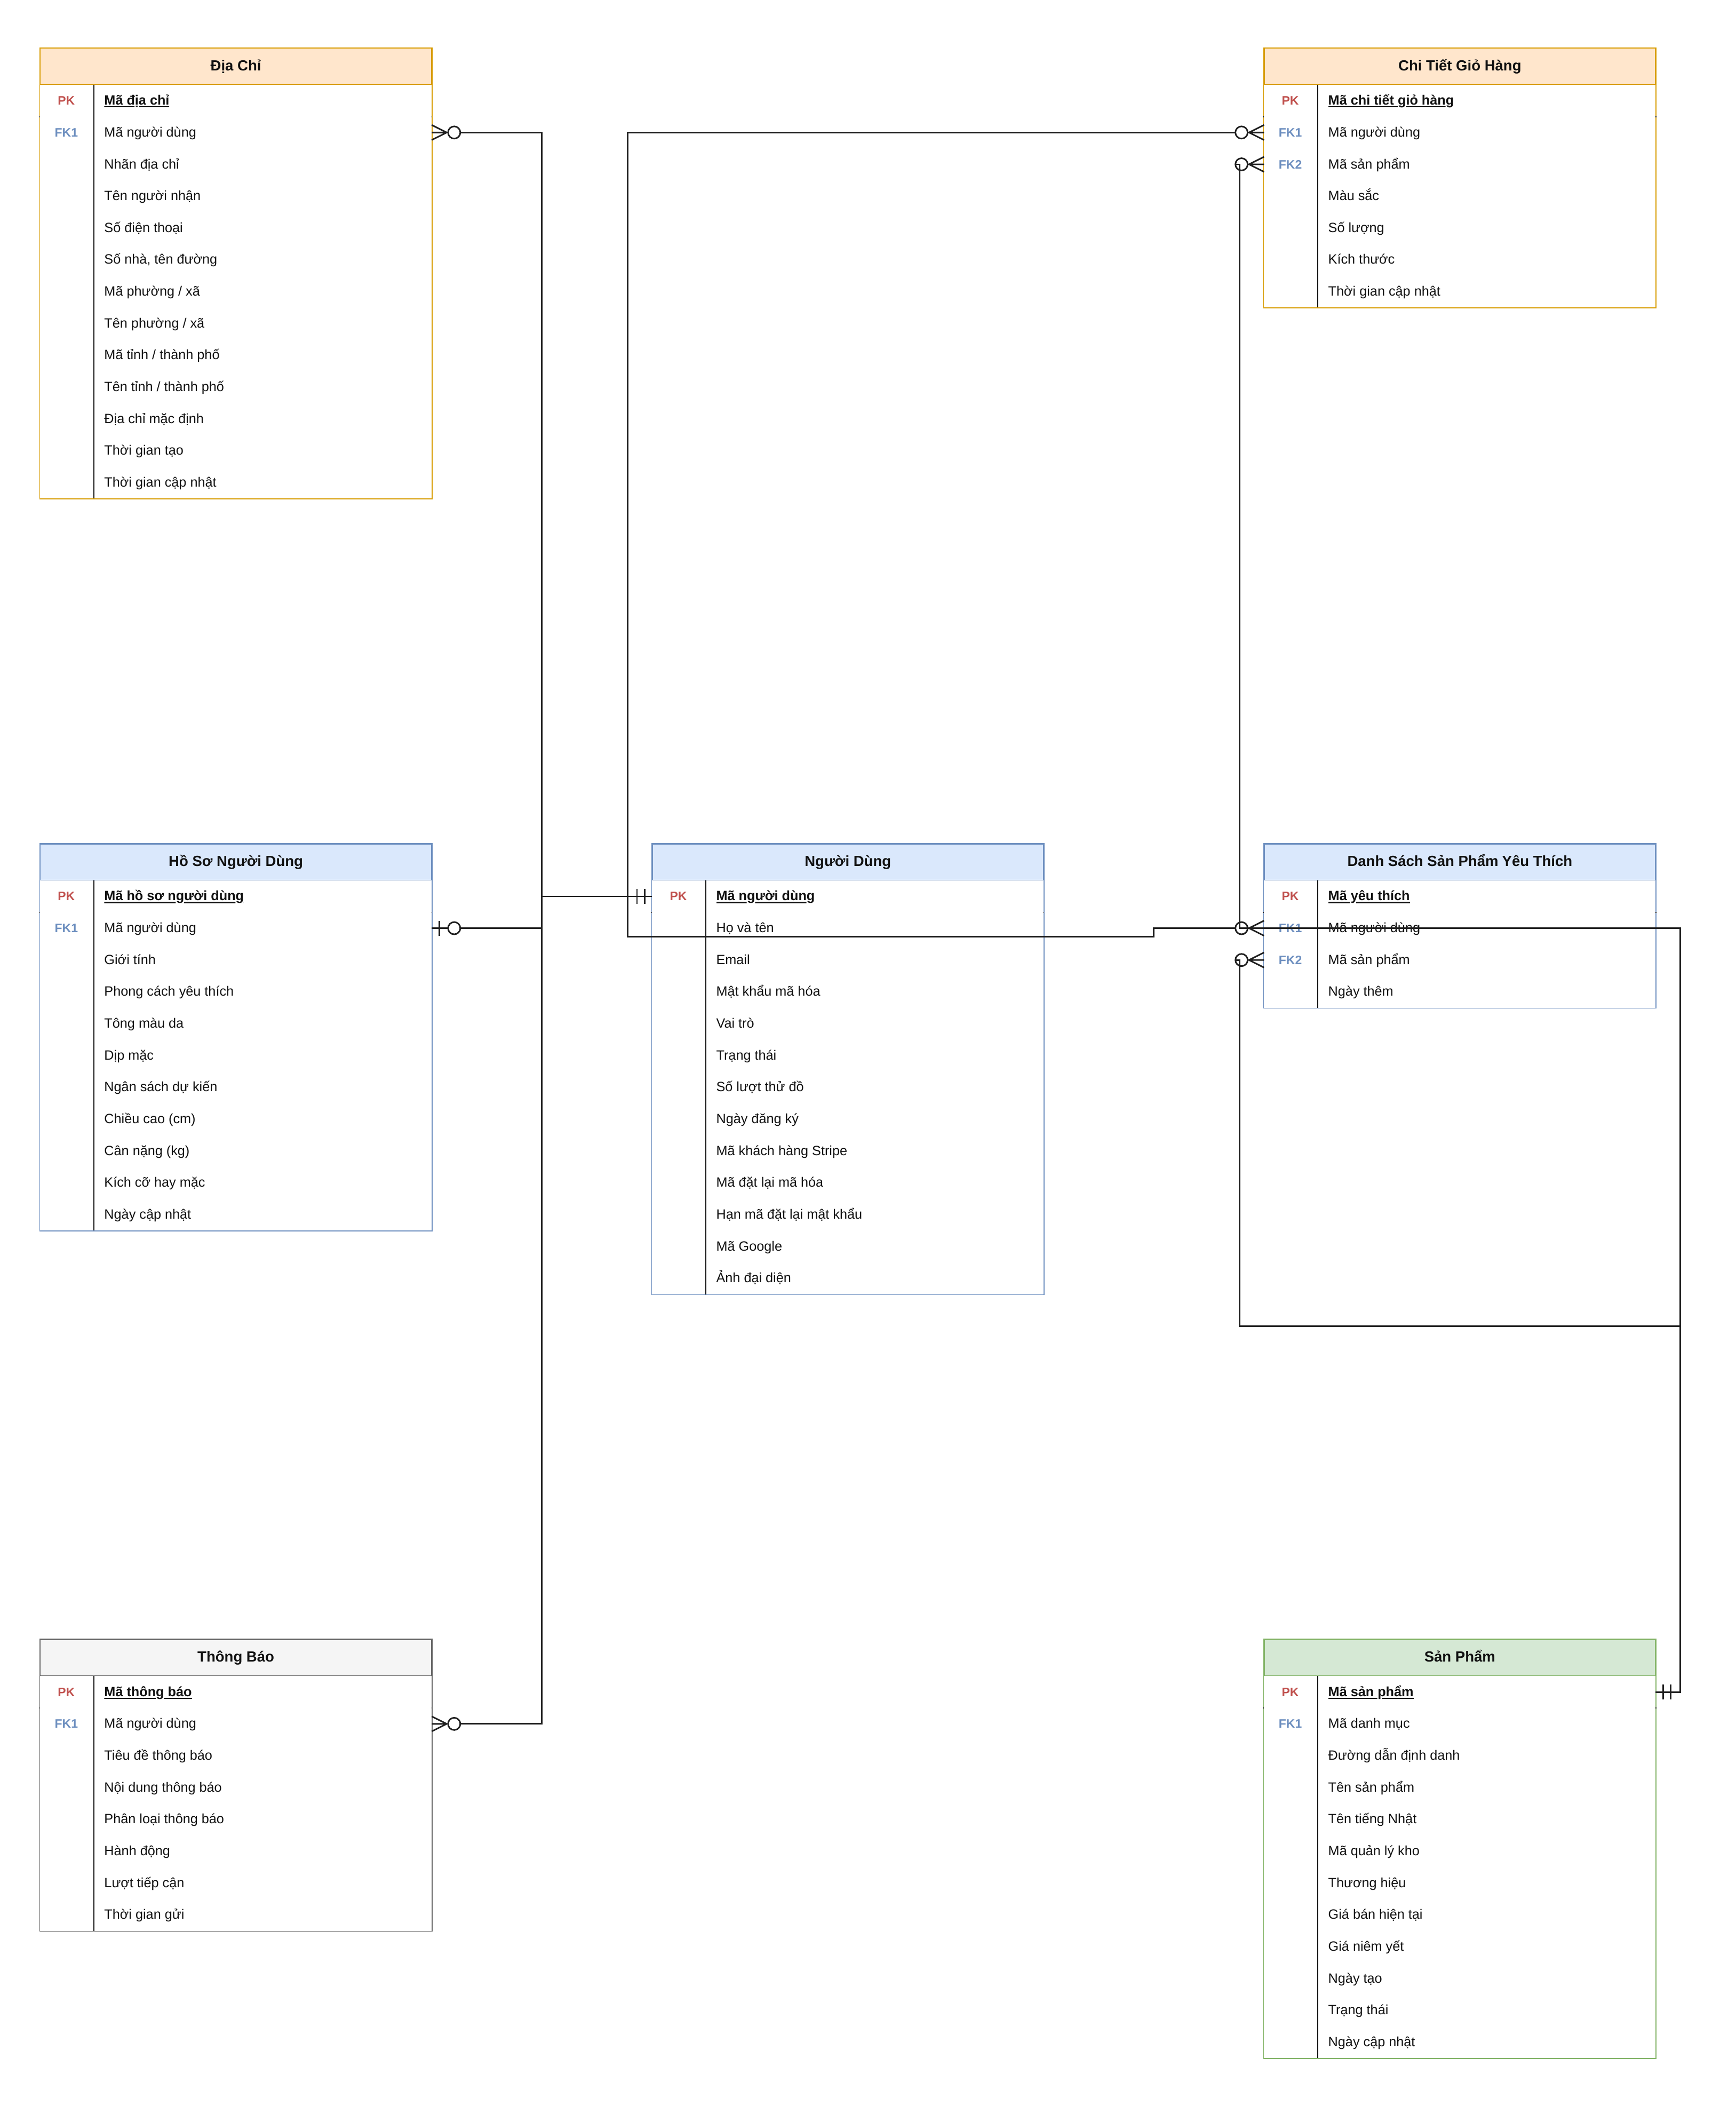 Địa Chỉ
PK Mã địa chỉ
FK1 Mã người dùng
Nhãn địa chỉ
Tên người nhận
Số điện thoại
Số nhà, tên đường
Mã phường / xã
Tên phường / xã
Mã tỉnh / thành phố
Tên tỉnh / thành phố
Địa chỉ mặc định
Thời gian tạo
Thời gian cập nhật
Chi Tiết Giỏ Hàng
PK Mã chi tiết giỏ hàng
FK1 Mã người dùng
FK2 Mã sản phẩm
Màu sắc
Số lượng
Kích thước
Thời gian cập nhật
Hồ Sơ Người Dùng
PK Mã hồ sơ người dùng
FK1 Mã người dùng
Giới tính
Phong cách yêu thích
Tông màu da
Dịp mặc
Ngân sách dự kiến
Chiều cao (cm)
Cân nặng (kg)
Kích cỡ hay mặc
Ngày cập nhật
Người Dùng
PK Mã người dùng
Họ và tên
Email
Mật khẩu mã hóa
Vai trò
Trạng thái
Số lượt thử đồ
Ngày đăng ký
Mã khách hàng Stripe
Mã đặt lại mã hóa
Hạn mã đặt lại mật khẩu
Mã Google
Ảnh đại diện
Danh Sách Sản Phẩm Yêu Thích
PK Mã yêu thích
FK1 Mã người dùng
FK2 Mã sản phẩm
Ngày thêm
Thông Báo
PK Mã thông báo
FK1 Mã người dùng
Tiêu đề thông báo
Nội dung thông báo
Phân loại thông báo
Hành động
Lượt tiếp cận
Thời gian gửi
Sản Phẩm
PK Mã sản phẩm
FK1 Mã danh mục
Đường dẫn định danh
Tên sản phẩm
Tên tiếng Nhật
Mã quản lý kho
Thương hiệu
Giá bán hiện tại
Giá niêm yết
Ngày tạo
Trạng thái
Ngày cập nhật